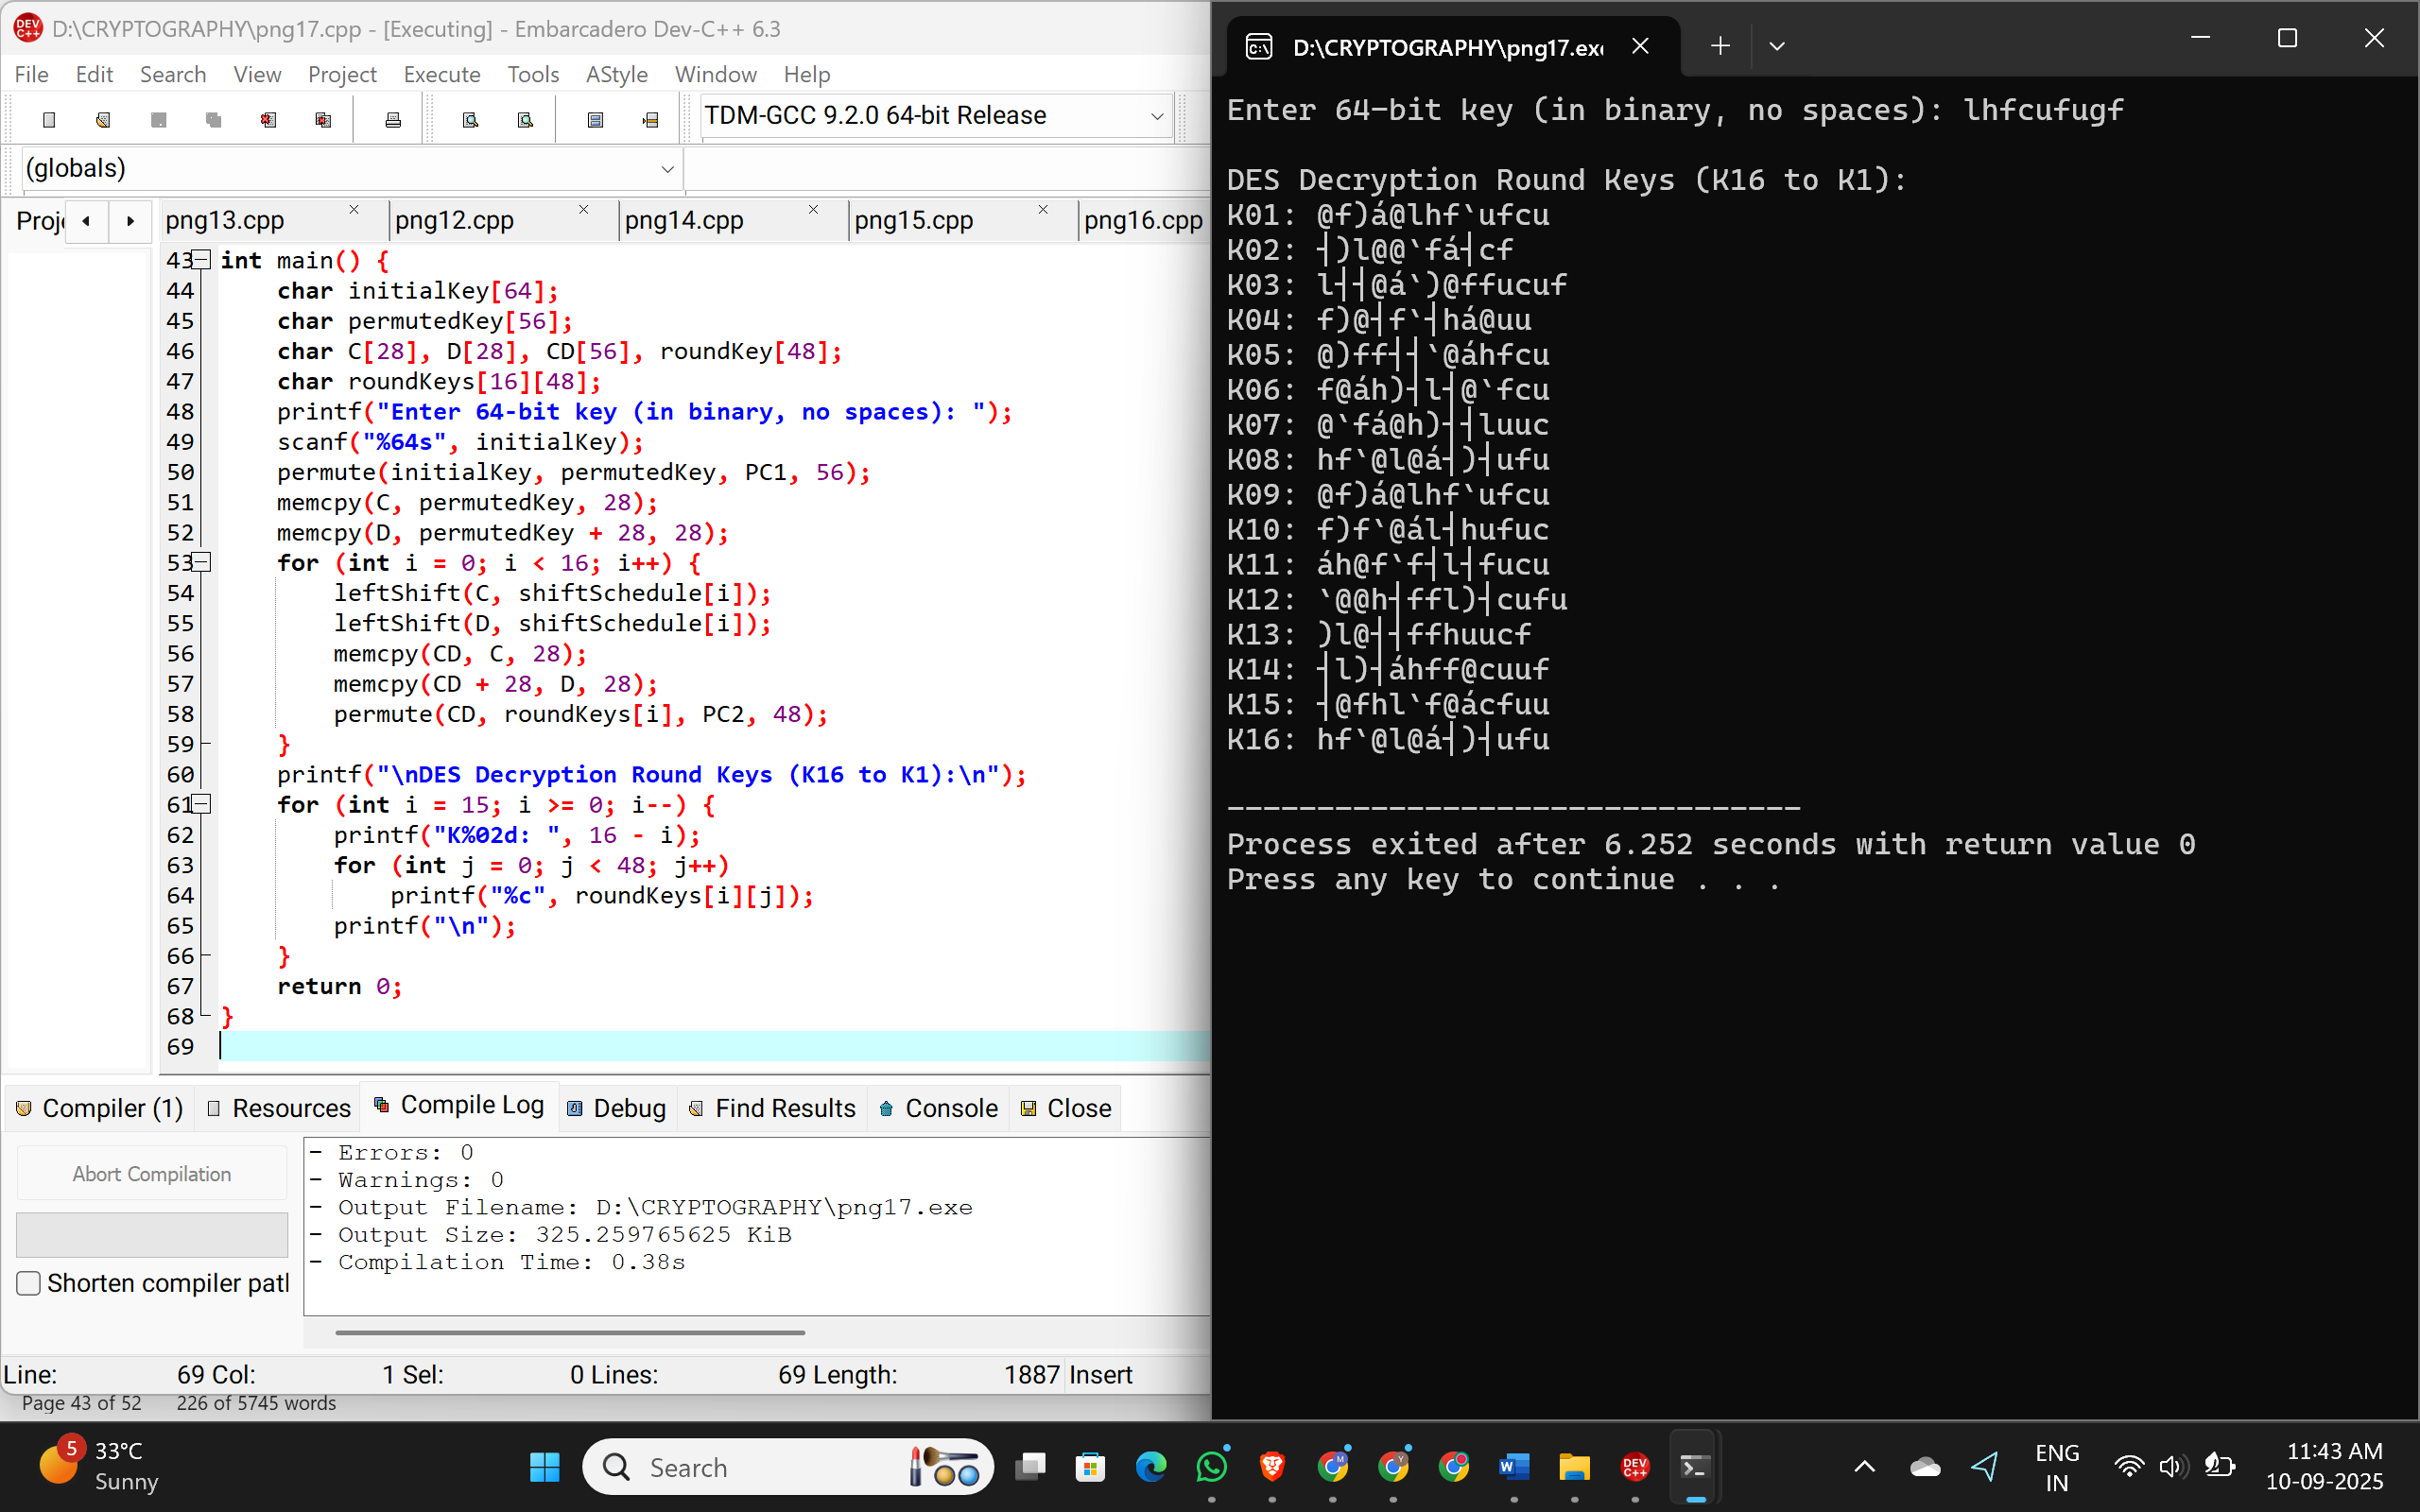 D:\CRYPTOGRAPHY\png17.cpp - [Executing] - Embarcadero Dev-C++ 6.3
File Edit Search View Project Execute Tools AStyle Window Help
TDM-GCC 9.2.0 64-bit Release
(globals)
Proj png13.cpp png12.cpp png14.cpp png15.cpp png16.cpp
43 int main() {
44 char initialKey[64];
45 char permutedKey[56];
46 char C[28], D[28], CD[56], roundKey[48];
47 char roundKeys[16][48];
48 printf("Enter 64-bit key (in binary, no spaces): ");
49 scanf("%64s", initialKey);
50 permute(initialKey, permutedKey, PC1, 56);
51 memcpy(C, permutedKey, 28);
52 memcpy(D, permutedKey + 28, 28);
53 for (int i = 0; i < 16; i++) {
54 leftShift(C, shiftSchedule[i]);
55 leftShift(D, shiftSchedule[i]);
56 memcpy(CD, C, 28);
57 memcpy(CD + 28, D, 28);
58 permute(CD, roundKeys[i], PC2, 48);
59 }
60 printf("\nDES Decryption Round Keys (K16 to K1):\n");
61 for (int i = 15; i >= 0; i--) {
62 printf("K%02d: ", 16 - i);
63 for (int j = 0; j < 48; j++)
64 printf("%c", roundKeys[i][j]);
65 printf("\n");
66 }
67 return 0;
68 }
69
Compiler (1) Resources Compile Log Debug Find Results Console Close
Abort Compilation
Shorten compiler patl
- Errors: 0
- Warnings: 0
- Output Filename: D:\CRYPTOGRAPHY\png17.exe
- Output Size: 325.259765625 KiB
- Compilation Time: 0.38s
Line: 69 Col: 1 Sel: 0 Lines: 69 Length: 1887 Insert
Page 43 of 52 226 of 5745 words
D:\CRYPTOGRAPHY\png17.exe
Enter 64-bit key (in binary, no spaces): lhfcufugf
DES Decryption Round Keys (K16 to K1):
K01: @f)á@lhf`ufcu
K02: ┤)l@@`fá┤cf
K03: l┤┤@á`)@ffucuf
K04: f)@┤f`┤há@uu
K05: @)ff┤┤`@áhfcu
K06: f@áh)┤l┤@`fcu
K07: @`fá@h)┤┤luuc
K08: hf`@l@á┤)┤ufu
K09: @f)á@lhf`ufcu
K10: f)f`@ál┤hufuc
K11: áh@f`f┤l┤fucu
K12: `@@h┤ffl)┤cufu
K13: )l@┤┤ffhuucf
K14: ┤l)┤áhff@cuuf
K15: ┤@fhl`f@ácfuu
K16: hf`@l@á┤)┤ufu
--------------------------------
Process exited after 6.252 seconds with return value 0
Press any key to continue . . .
5 33°C
Sunny
Search
ENG
IN
11:43 AM
10-09-2025